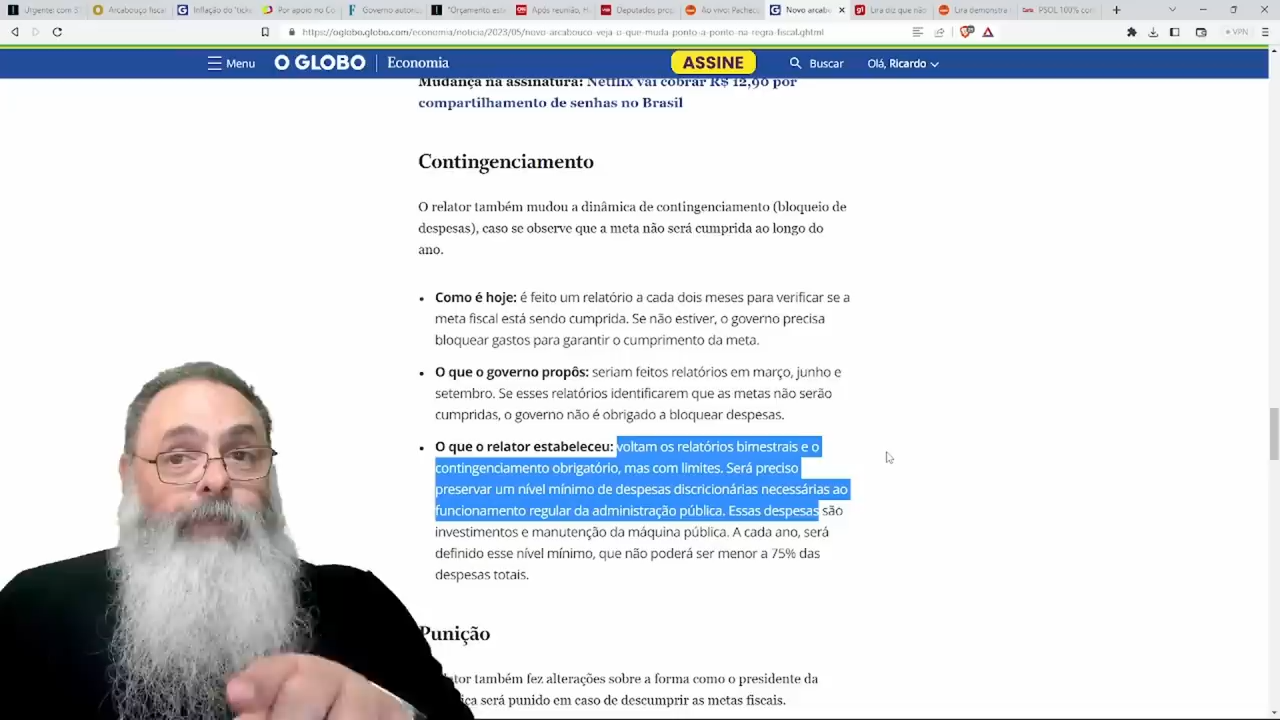 Urgente: com 37
Arcabouço fisca
Inflação do "ticke
Por apoio no Co
Governo autoriz
"Orçamento est
Após reunião, H
Deputados prop
Ao vivo: Pachec
Novo arcabo
Lira diz que não
Lira demonstra
PSOL 100% con
https://oglobo.globo.com/economia/noticia/2023/05/novo-arcabouco-veja-o-que-muda-ponto-a-ponto-na-regra-fiscal.ghtml
VPN
Menu O GLOBO Economia ASSINE Buscar Olá, Ricardo
Mudança na assinatura: Netflix vai cobrar R$ 12,90 por
compartilhamento de senhas no Brasil
Contingenciamento
O relator também mudou a dinâmica de contingenciamento (bloqueio de
despesas), caso se observe que a meta não será cumprida ao longo do
ano.
Como é hoje: é feito um relatório a cada dois meses para verificar se a
meta fiscal está sendo cumprida. Se não estiver, o governo precisa
bloquear gastos para garantir o cumprimento da meta.
O que o governo propôs: seriam feitos relatórios em março, junho e
setembro. Se esses relatórios identificarem que as metas não serão
cumpridas, o governo não é obrigado a bloquear despesas.
O que o relator estabeleceu: voltam os relatórios bimestrais e o
contingenciamento obrigatório, mas com limites. Será preciso
preservar um nível mínimo de despesas discricionárias necessárias ao
funcionamento regular da administração pública. Essas despesas são
investimentos e manutenção da máquina pública. A cada ano, será
definido esse nível mínimo, que não poderá ser menor a 75% das
despesas totais.
Punição
também fez alterações sobre a forma como o presidente da
será punido em caso de descumprir as metas fiscais.